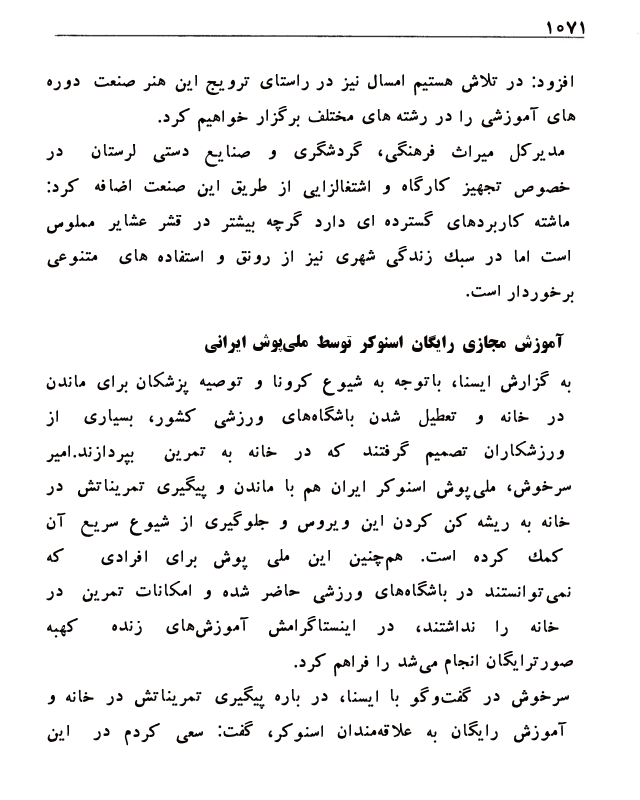 ۱۰۷۱
افزود: در تلاش هستیم امسال نیز در راستای ترویج این هنر صنعت دوره
های آموزشی را در رشته های مختلف برگزار خواهیم کرد.
مدیرکل میراث فرهنگی، گردشگری و صنایع دستی لرستان در
خصوص تجهیز کارگاه و اشتغالزایی از طریق این صنعت اضافه کرد:
ماشته کاربردهای گسترده ای دارد گرچه بیشتر در قشر عشایر مملوس
است اما در سبك زندگی شهری نیز از رونق و استفاده های متنوعی
برخوردار است.
آموزش مجازی رایگان اسنوکر توسط ملی‌پوش ایرانی
به گزارش ایسنا، باتوجه به شیوع کرونا و توصیه پزشکان برای ماندن
در خانه و تعطیل شدن باشگاه‌های ورزشی کشور، بسیاری از
ورزشکاران تصمیم گرفتند که در خانه به تمرین بپردازند.امیر
سرخوش، ملی‌پوش اسنوکر ایران هم با ماندن و پیگیری تمریناتش در
خانه به ریشه کن کردن این ویروس و جلوگیری از شیوع سریع آن
کمك کرده است. هم‌چنین این ملی پوش برای افرادی که
نمی‌توانستند در باشگاه‌های ورزشی حاضر شده و امکانات تمرین در
خانه را نداشتند، در اینستاگرامش آموزش‌های زنده کهبه
صورترایگان انجام می‌شد را فراهم کرد.
سرخوش در گفت‌وگو با ایسنا، در باره پیگیری تمریناتش در خانه و
آموزش رایگان به علاقه‌مندان اسنوکر، گفت: سعی کردم در این